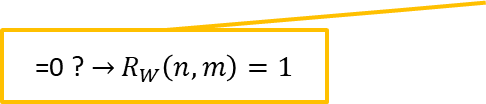 =0 ? → R_W(n,m) = 1